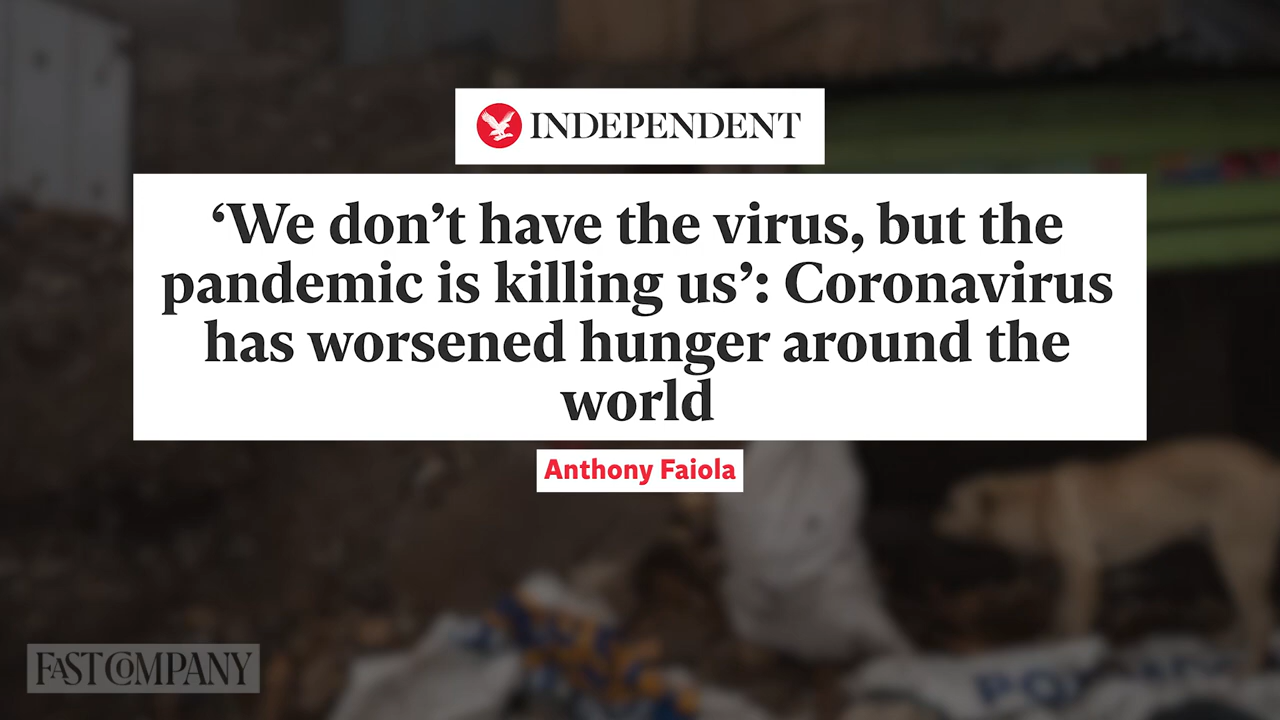 INDEPENDENT
‘We don’t have the virus, but the
pandemic is killing us’: Coronavirus
has worsened hunger around the
world
Anthony Faiola
FAST COMPANY